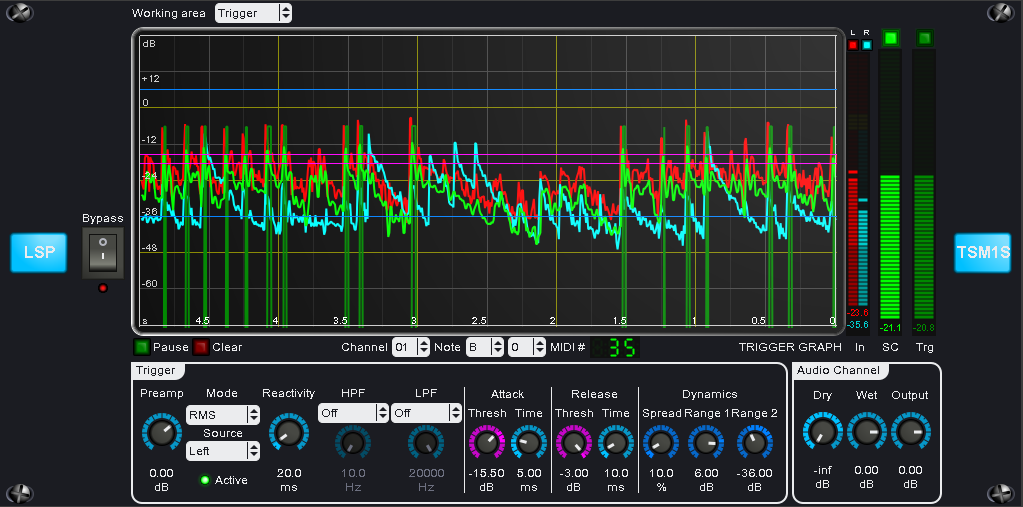 Working area Trigger
L R
dB
+12
0
-12
-24
-36
-48
-60
s 4.5 4 3.5 3 2.5 2 1.5 1 0.5 0
Bypass
LSP
TSM1S
-23.6
-35.6
-21.1
-20.8
Pause Clear Channel 01 Note B 0 MIDI # 35 TRIGGER GRAPH In SC Trg
Trigger
Audio Channel
Preamp Mode Reactivity HPF LPF Attack Release Dynamics
Dry Wet Output
RMS Off Off Thresh Time Thresh Time Spread Range 1 Range 2
Source
Left
0.00 20.0 10.0 20000 -15.50 5.00 -3.00 10.0 10.0 6.00 -36.00
-inf 0.00 0.00
dB Active ms Hz Hz dB ms dB ms % dB dB
dB dB dB